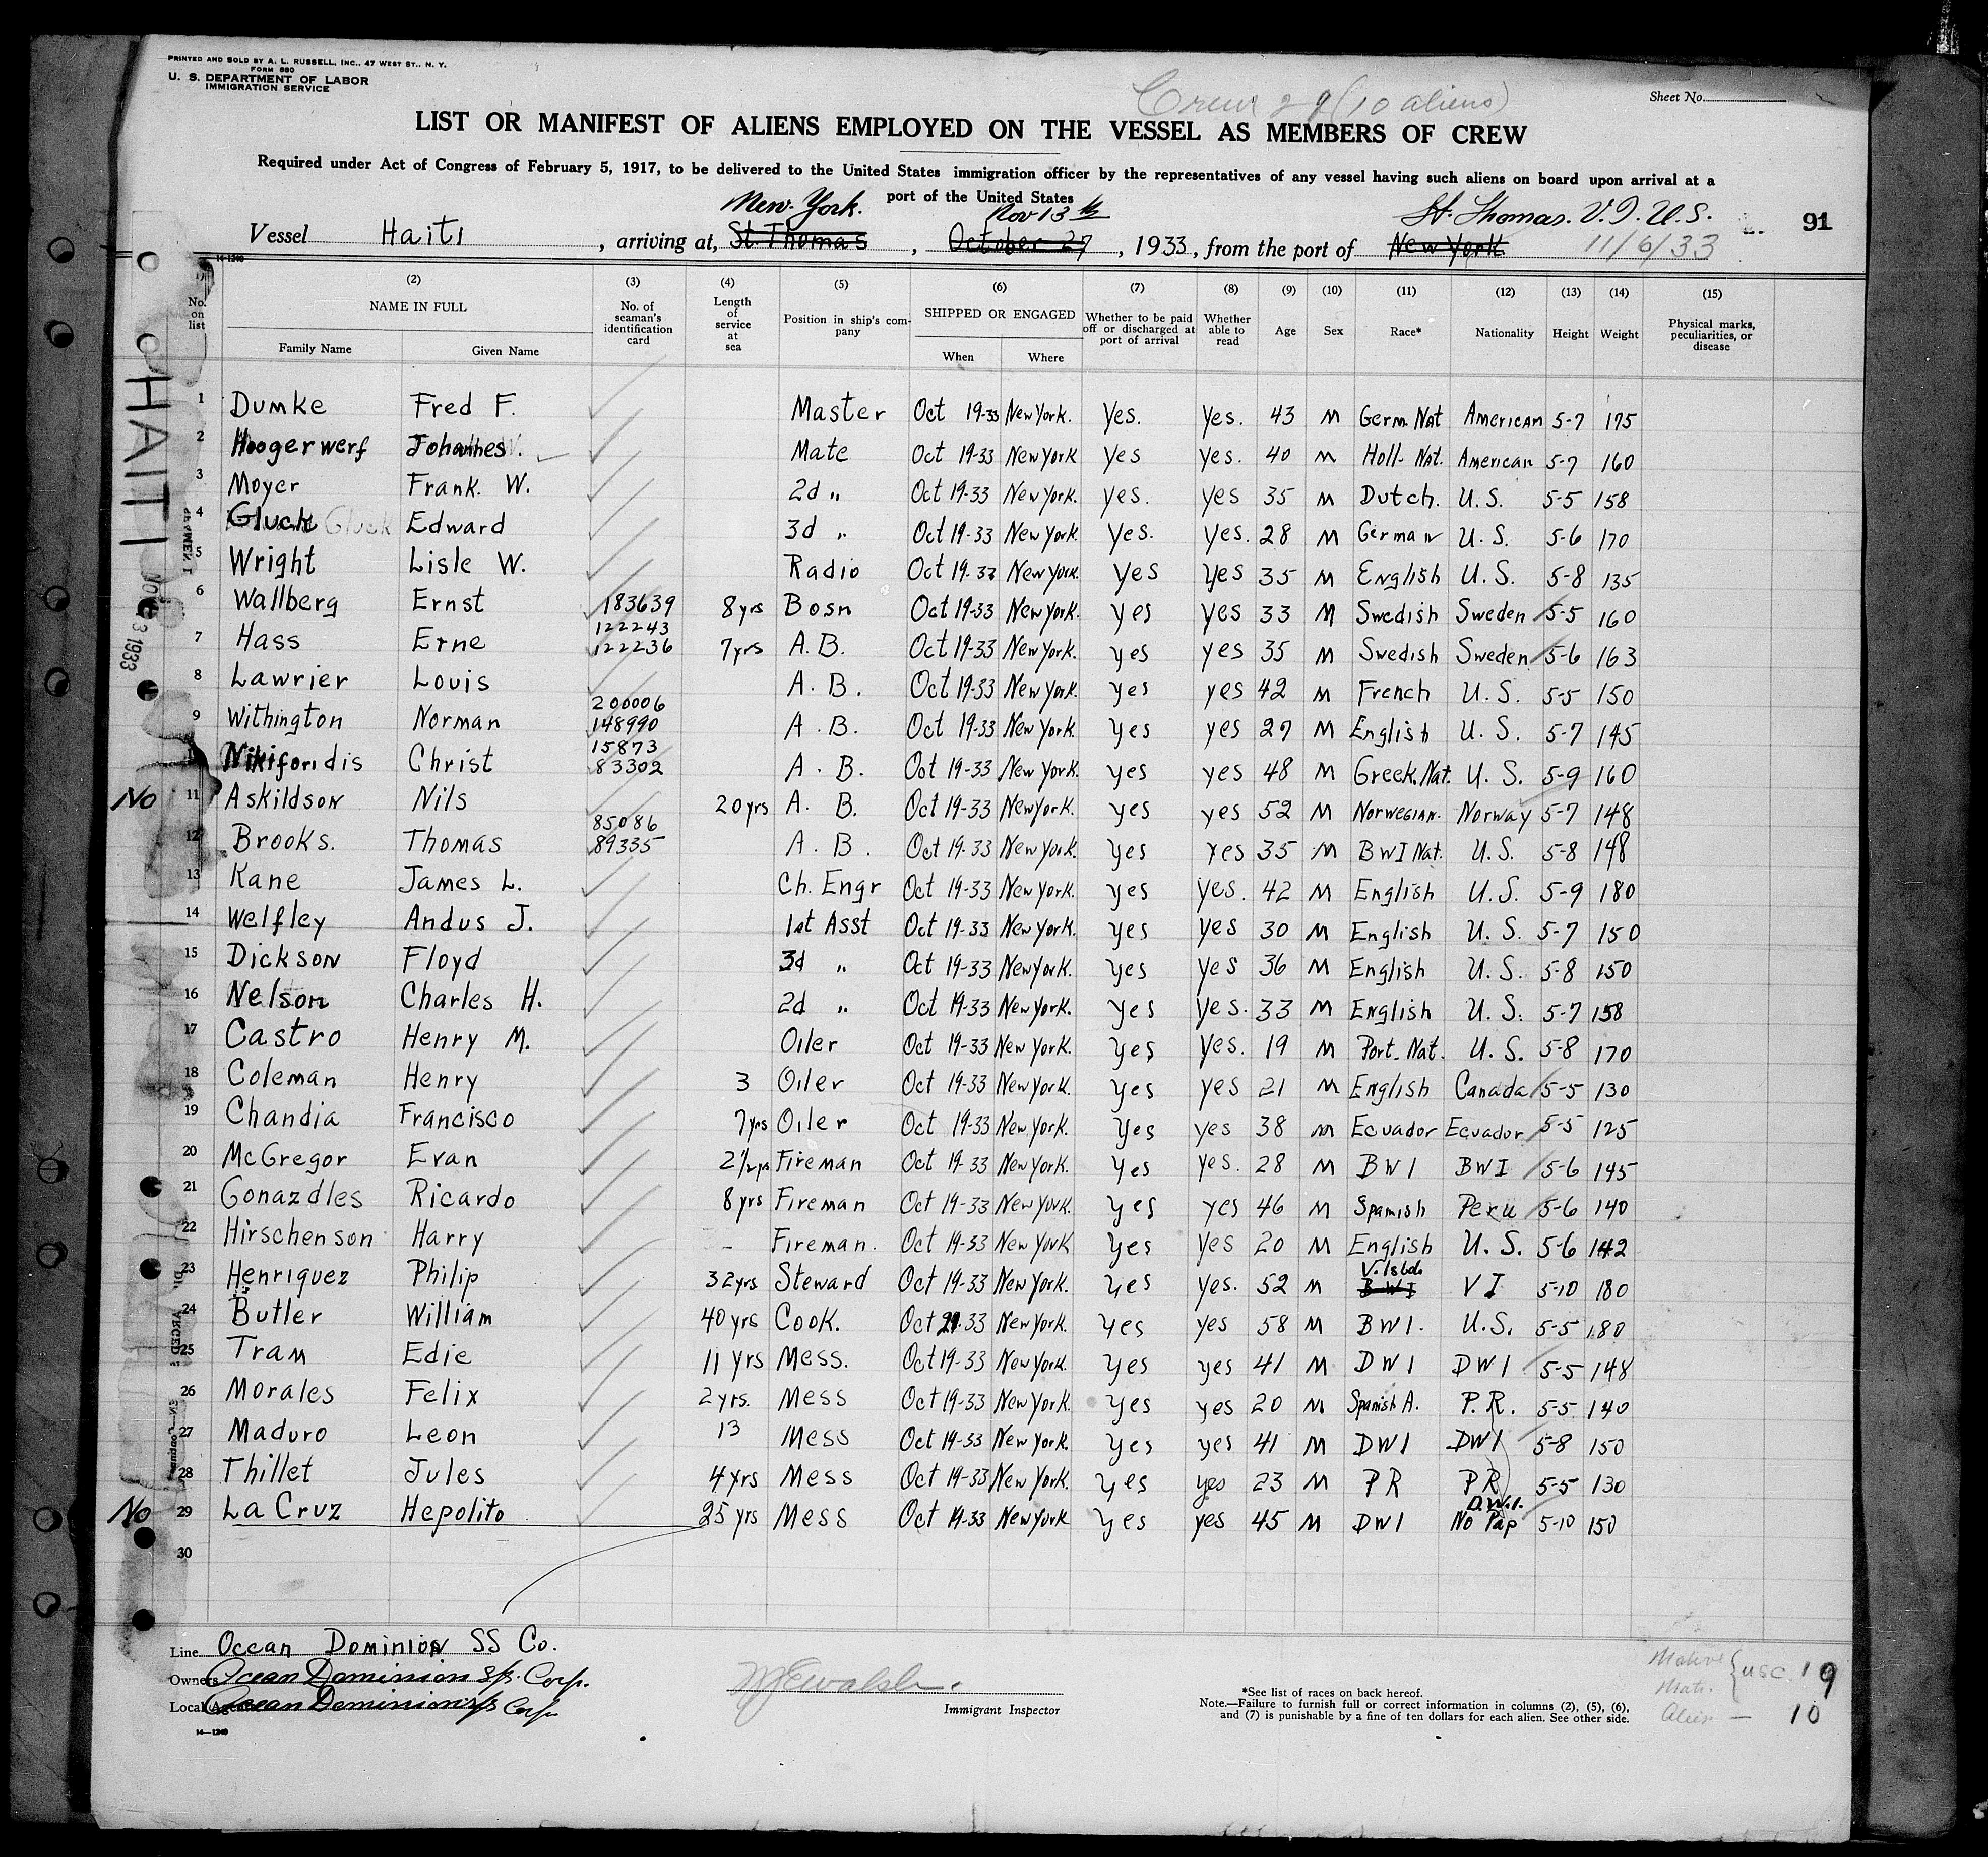 PRINTED AND SOLD BY A. L. RUSSELL, INC., 47 WEST ST., N. Y.
FORM 680
U. S. DEPARTMENT OF LABOR
IMMIGRATION SERVICE
Crew 29 (10 aliens)
Sheet No.
LIST OR MANIFEST OF ALIENS EMPLOYED ON THE VESSEL AS MEMBERS OF CREW
Required under Act of Congress of February 5, 1917, to be delivered to the United States immigration officer by the representatives of any vessel having such aliens on board upon arrival at a
port of the United States
New York. Nov 13th St. Thomas. V.I. U.S.
Vessel Haiti, arriving at, St Thomas, October 27, 1933, from the port of New York 11/6/33 91
14-1240
(1) No. on list (2) NAME IN FULL Family Name Given Name (3) No. of seaman's identification card (4) Length of service at sea (5) Position in ship's company (6) SHIPPED OR ENGAGED When Where (7) Whether to be paid off or discharged at port of arrival (8) Whether able to read (9) Age (10) Sex (11) Race* (12) Nationality (13) Height (14) Weight (15) Physical marks, peculiarities, or disease
HAITI
1 Dumke Fred F. Master Oct 19-33 New York. Yes. Yes. 43 M Germ. Nat American 5-7 175
2 Hoogerwerf Johannes Mate Oct 19-33 New York Yes Yes. 40 M Holl- Nat. American 5-7 160
3 Moyer Frank. W. 2d " Oct 19-33 New York. Yes. Yes 35 M Dutch. U.S. 5-5 158
4 Gluck Gluck Edward 3d " Oct 19-33 New York Yes. Yes. 28 M German U.S. 5-6 170
5 Wright Lisle W. Radio Oct 19-33 New York. Yes Yes 35 M English U.S. 5-8 135
6 Wallberg Ernst 183639 8 yrs Bosn Oct 19-33 New York. Yes Yes 33 M Swedish Sweden 5-5 160
122243
7 Hass Erne 122236 7 yrs A.B. Oct 19-33 New York. Yes Yes 35 M Swedish Sweden 5-6 163
8 Lawrier Louis A.B. Oct 19-33 New York. Yes Yes 42 M French U.S. 5-5 150
200006
9 Withington Norman 148990 A.B. Oct 19-33 New York. Yes Yes 27 M English U.S. 5-7 145
15873
Nikiforidis Christ 83302 A.B. Oct 19-33 New York. Yes Yes 48 M Greek. Nat. U.S. 5-9 160
No 11 Askildson Nils 20 yrs A.B. Oct 19-33 New York. Yes Yes 52 M Norwegian. Norway 5-7 148
85086
12 Brooks. Thomas 89335 A.B. Oct 19-33 New York. Yes Yes 35 M BWI Nat. U.S. 5-8 148
13 Kane James L. Ch. Engr Oct 19-33 New York. Yes Yes. 42 M English U.S. 5-9 180
14 Welfley Andus J. 1st Asst Oct 19-33 New York. Yes Yes 30 M English U.S. 5-7 150
15 Dickson Floyd 3d " Oct 19-33 New York. Yes Yes 36 M English U.S. 5-8 150
16 Nelson Charles H. 2d " Oct 19-33 New York. Yes Yes. 33 M English U.S. 5-7 158
17 Castro Henry M. Oiler Oct 19-33 New York. Yes Yes. 19 M Port. Nat. U.S. 5-8 170
18 Coleman Henry 3 Oiler Oct 19-33 New York. Yes Yes 21 M English Canada 5-5 130
19 Chandia Francisco 7 yrs Oiler Oct 19-33 New York. Yes Yes 38 M Ecuador Ecuador 5-5 125
20 McGregor Evan 2½ yrs Fireman Oct 19-33 New York. Yes Yes. 28 M BWI BWI 5-6 145
21 Gonazdles Ricardo 8 yrs Fireman Oct 19-33 New York. Yes Yes 46 M Spanish Peru 5-6 140
22 Hirschenson Harry - Fireman. Oct 19-33 New York Yes Yes 20 M English U.S. 5-6 142
V. Isld.
23 Henriquez Philip 32 yrs Steward Oct 19-33 New York. Yes Yes. 52 M BWI VI 5-10 180
24 Butler William 40 yrs Cook. Oct 21-33 New York. Yes Yes 58 M BWI. U.S. 5-5 180
25 Tram Edie 11 yrs Mess. Oct 19-33 New York. Yes Yes 41 M DWI DWI 5-5 148
26 Morales Felix 2 yrs. Mess Oct 19-33 New York. Yes Yes 20 M Spanish A. P.R. 5-5 140
27 Maduro Leon 13 Mess Oct 19-33 New York. Yes Yes 41 M DWI DWI 5-8 150
28 Thillet Jules 4 yrs Mess Oct 19-33 New York. Yes Yes 23 M PR PR 5-5 130
D.W.I.
No 29 La Cruz Hepolito 25 yrs Mess Oct 19-33 New York Yes Yes 45 M DWI No Pap 5-10 150
30
Line Ocean Dominion SS Co.
Owners Ocean Dominion S/S. Corp.
Local Agents Ocean Dominion S/S Corp
14-1240
Immigrant Inspector
*See list of races on back hereof.
Note.—Failure to furnish full or correct information in columns (2), (5), (6),
and (7) is punishable by a fine of ten dollars for each alien. See other side.
Native
Nat. USC. 19
Alien — 10